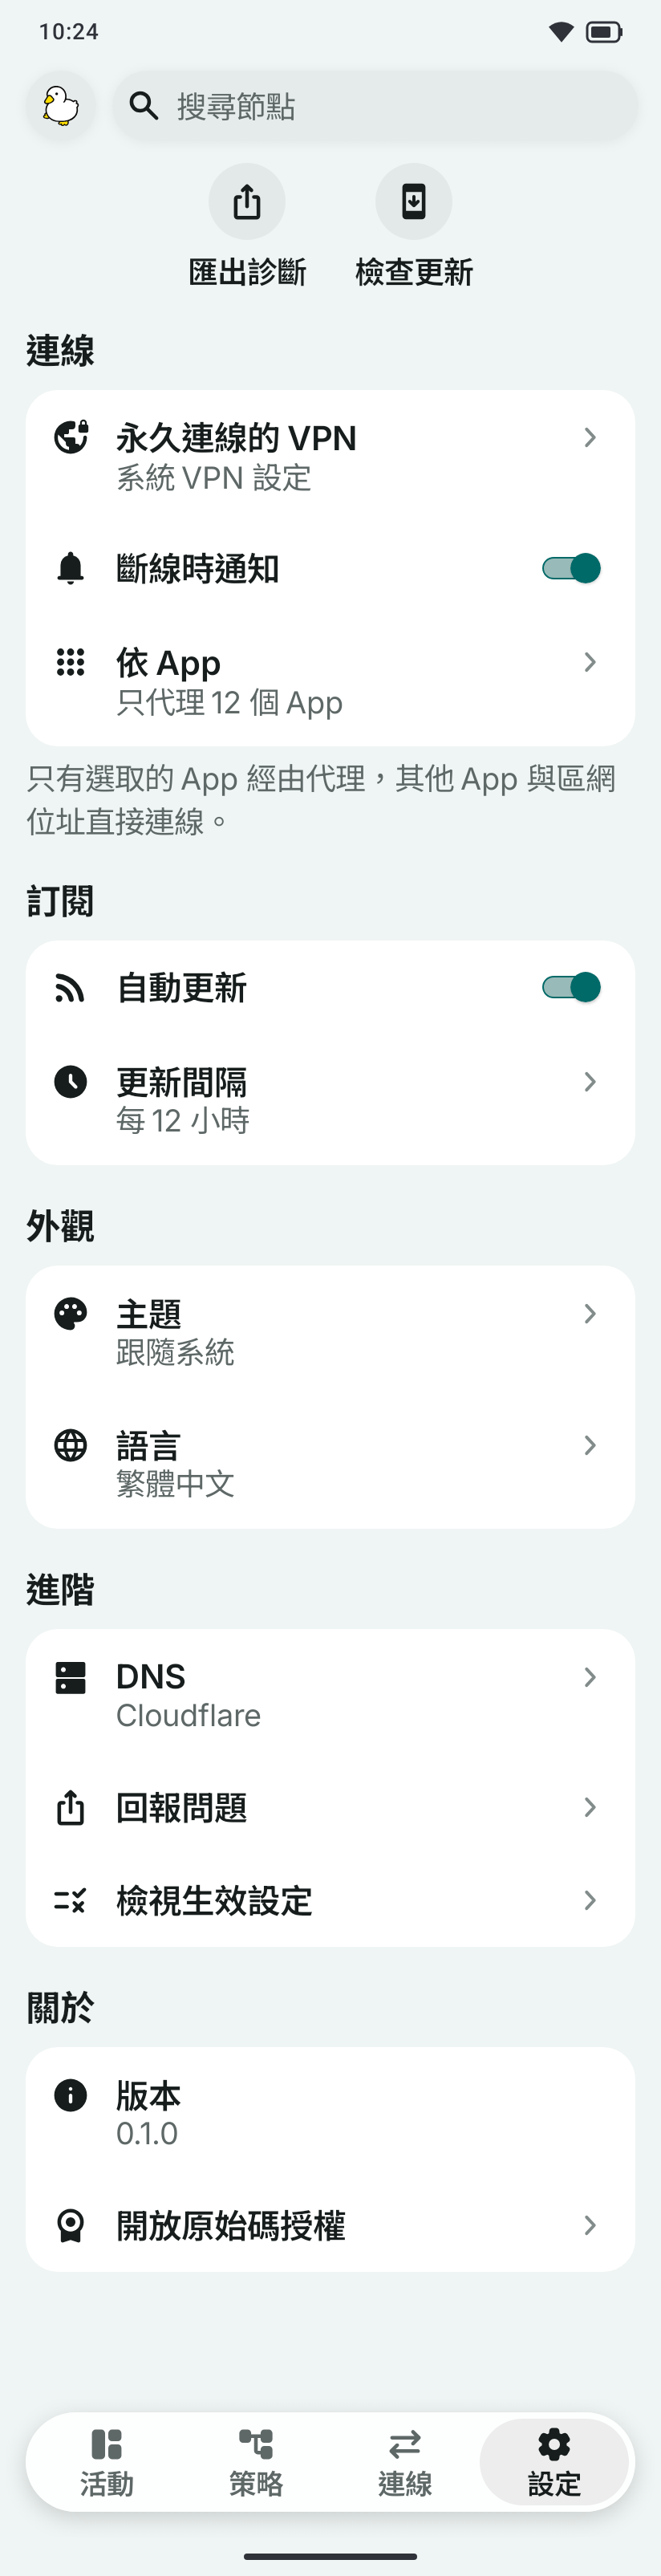 10:24
搜尋節點
匯出診斷
檢查更新
連線
永久連線的 VPN
系統 VPN 設定
斷線時通知
依 App
只代理 12 個 App
只有選取的 App 經由代理，其他 App 與區網
位址直接連線。
訂閱
自動更新
更新間隔
每 12 小時
外觀
主題
跟隨系統
語言
繁體中文
進階
DNS
Cloudflare
回報問題
檢視生效設定
關於
版本
0.1.0
開放原始碼授權
活動
策略
連線
設定